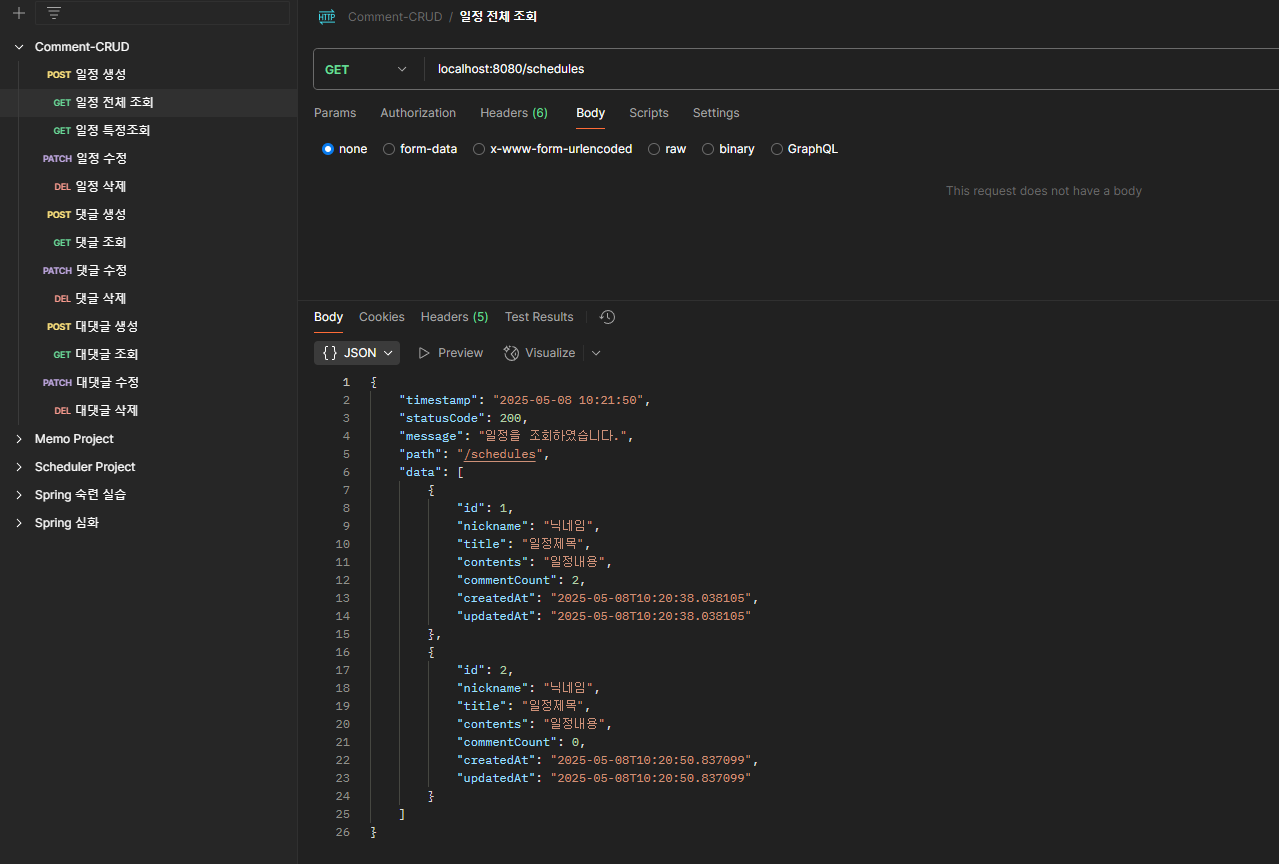 Comment-CRUD
POST 일정 생성
GET 일정 전체 조회
GET 일정 특정조회
PATCH 일정 수정
DEL 일정 삭제
POST 댓글 생성
GET 댓글 조회
PATCH 댓글 수정
DEL 댓글 삭제
POST 대댓글 생성
GET 대댓글 조회
PATCH 대댓글 수정
DEL 대댓글 삭제
Memo Project
Scheduler Project
Spring 숙련 실습
Spring 심화
HTTP Comment-CRUD / 일정 전체 조회
GET localhost:8080/schedules
Params Authorization Headers (6) Body Scripts Settings
none form-data x-www-form-urlencoded raw binary GraphQL
This request does not have a body
Body Cookies Headers (5) Test Results
{} JSON Preview Visualize
1 {
2 "timestamp": "2025-05-08 10:21:50",
3 "statusCode": 200,
4 "message": "일정을 조회하였습니다.",
5 "path": "/schedules",
6 "data": [
7 {
8 "id": 1,
9 "nickname": "닉네임",
10 "title": "일정제목",
11 "contents": "일정내용",
12 "commentCount": 2,
13 "createdAt": "2025-05-08T10:20:38.038105",
14 "updatedAt": "2025-05-08T10:20:38.038105"
15 },
16 {
17 "id": 2,
18 "nickname": "닉네임",
19 "title": "일정제목",
20 "contents": "일정내용",
21 "commentCount": 0,
22 "createdAt": "2025-05-08T10:20:50.837099",
23 "updatedAt": "2025-05-08T10:20:50.837099"
24 }
25 ]
26 }